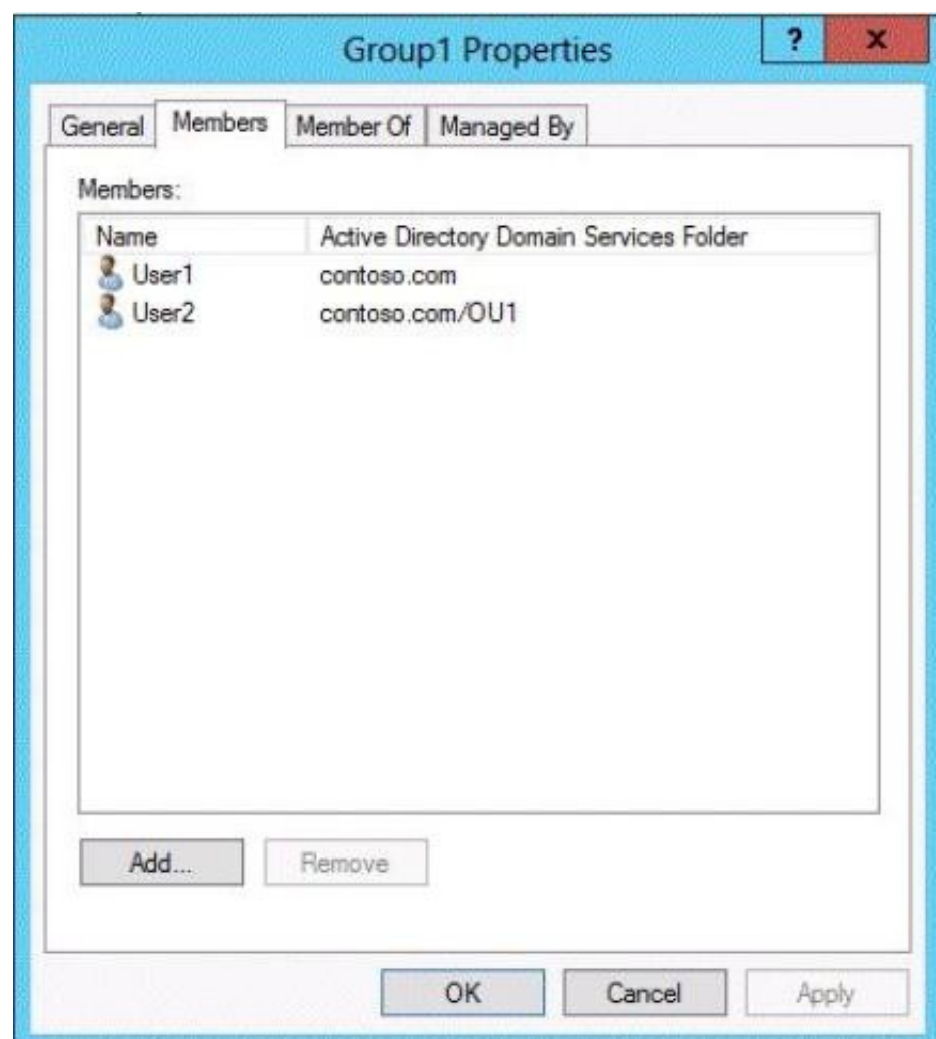 Group1 Properties
? x
General Members Member Of Managed By
Members:
Name Active Directory Domain Services Folder
User1 contoso.com
User2 contoso.com/OU1
Add... Remove
OK Cancel Apply